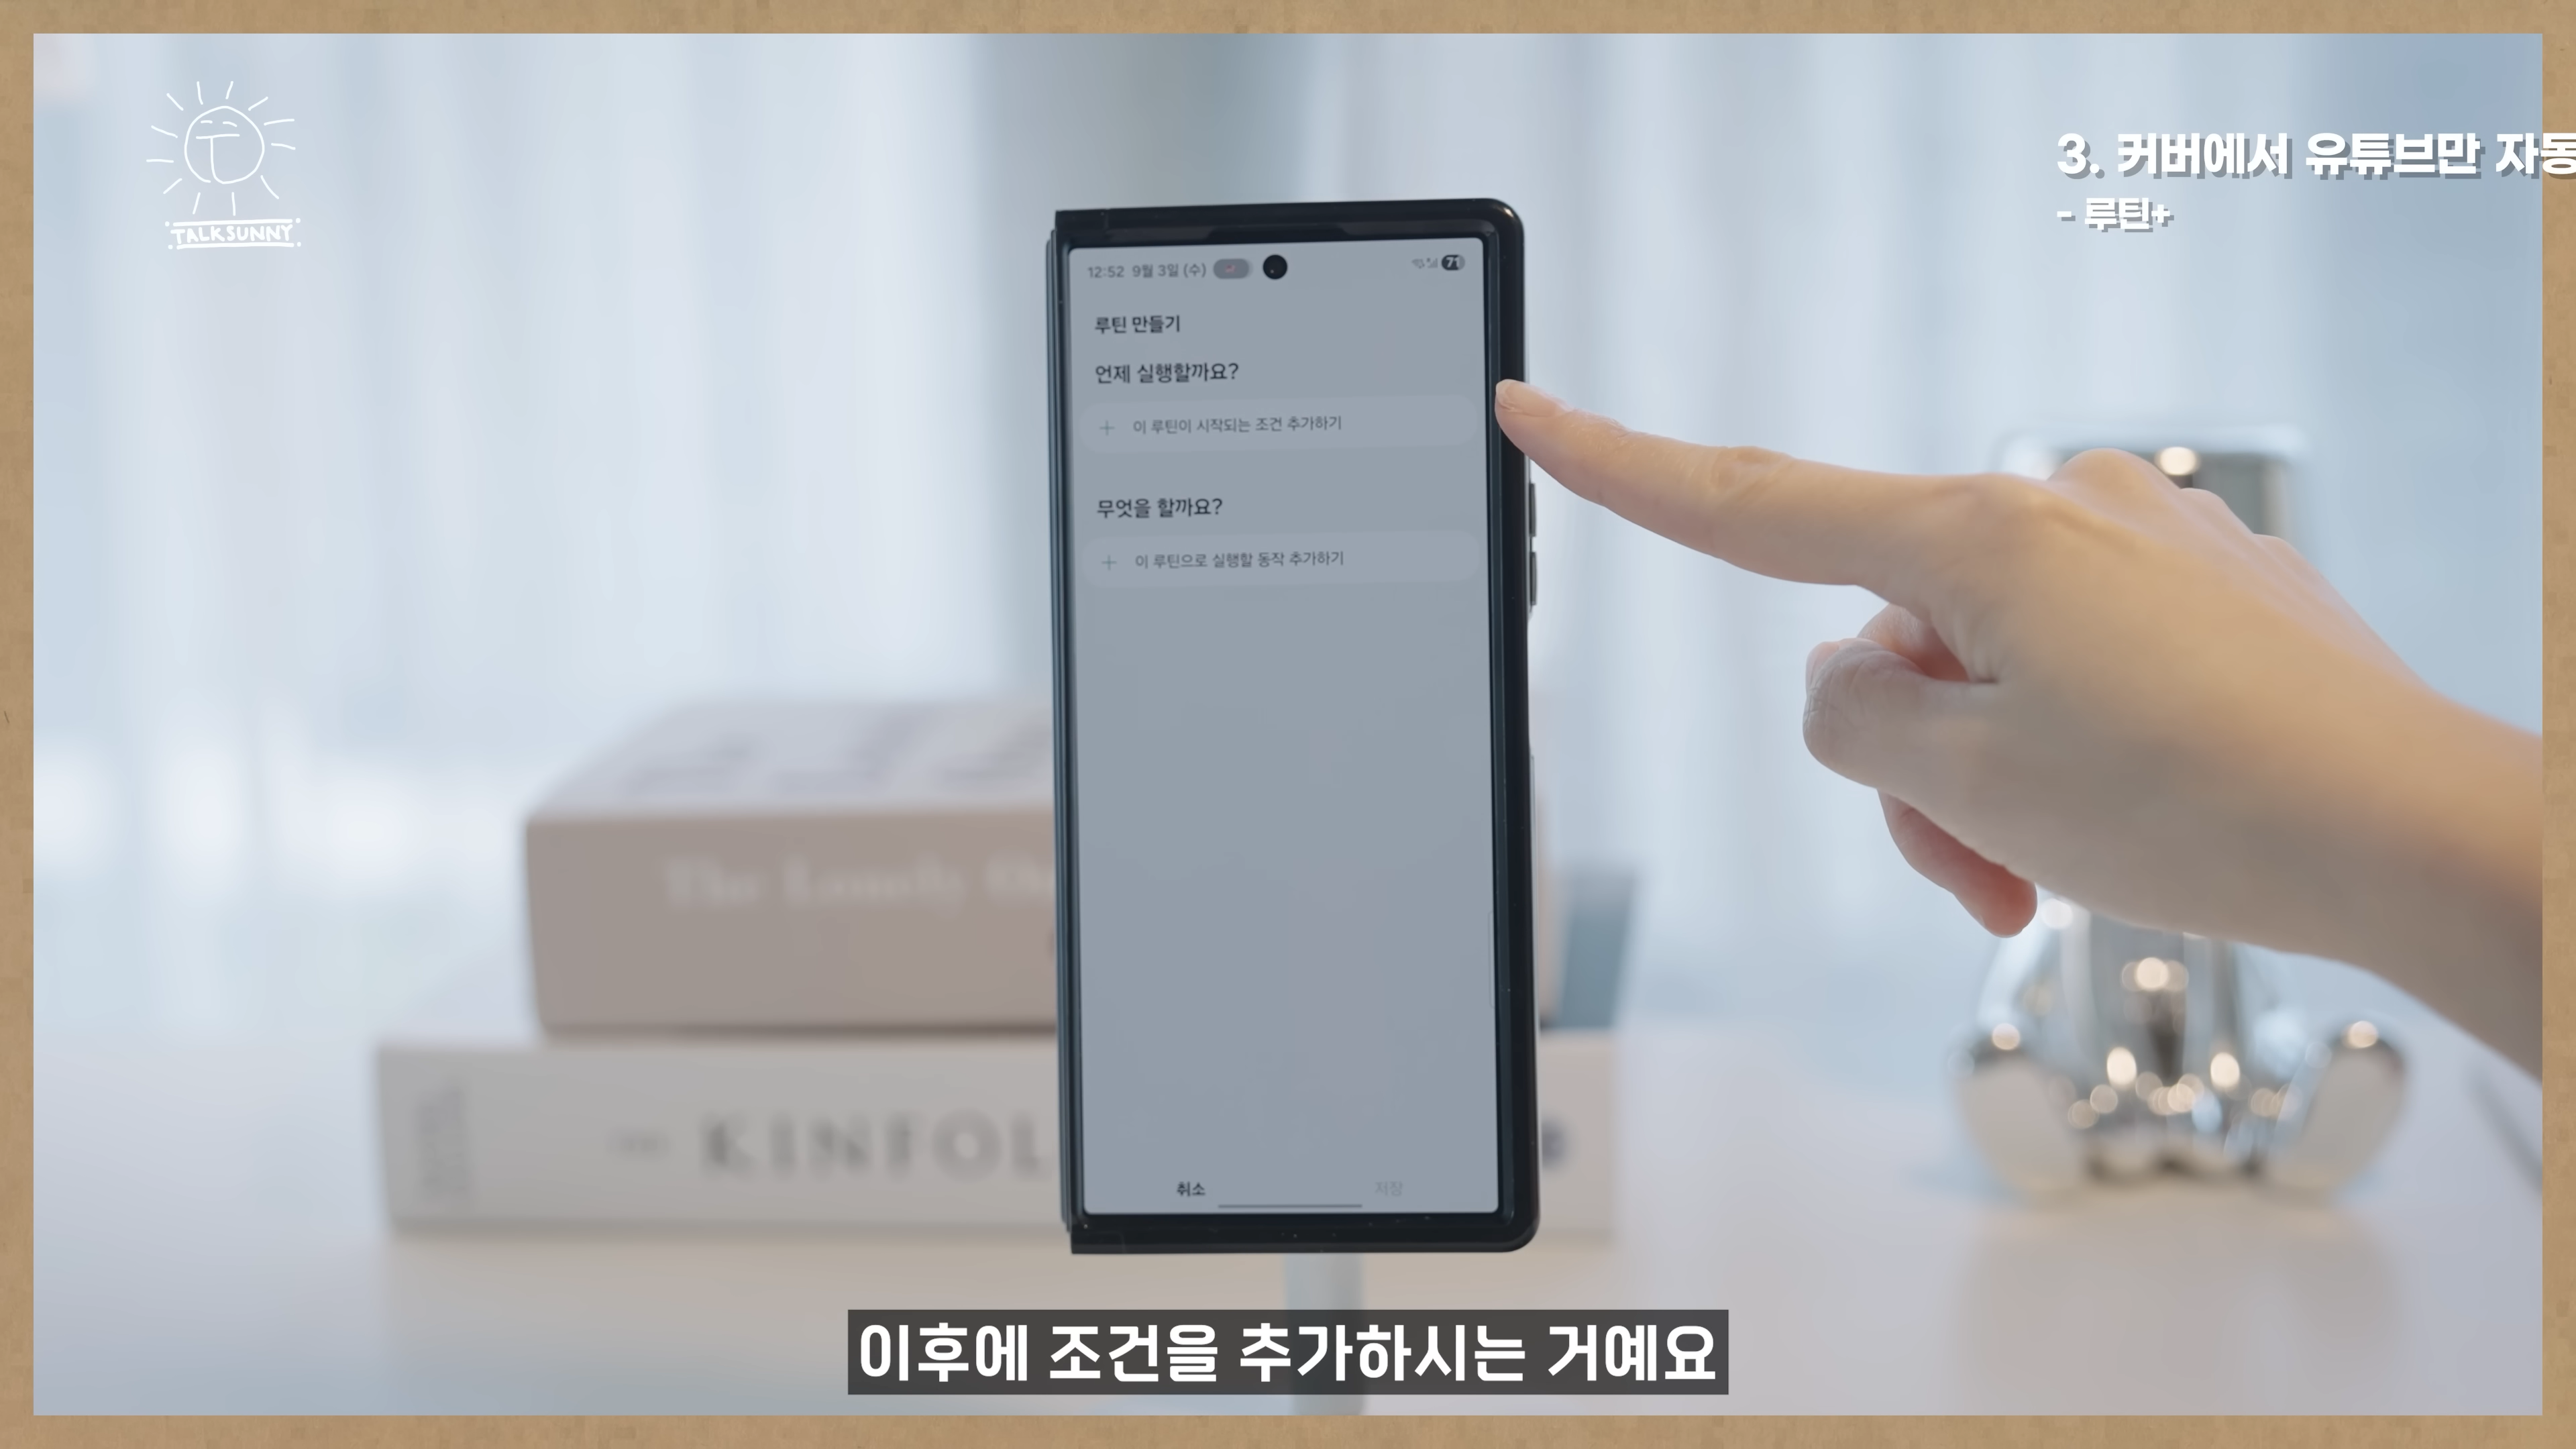 TALKSUNNY
3. 커버에서 유튜브만 자동
- 루틴+
12:52 9월 3일 (수)
71
루틴 만들기
언제 실행할까요?
+ 이 루틴이 시작되는 조건 추가하기
무엇을 할까요?
+ 이 루틴으로 실행할 동작 추가하기
The Lonely
KINFOL
취소 저장
이후에 조건을 추가하시는 거예요